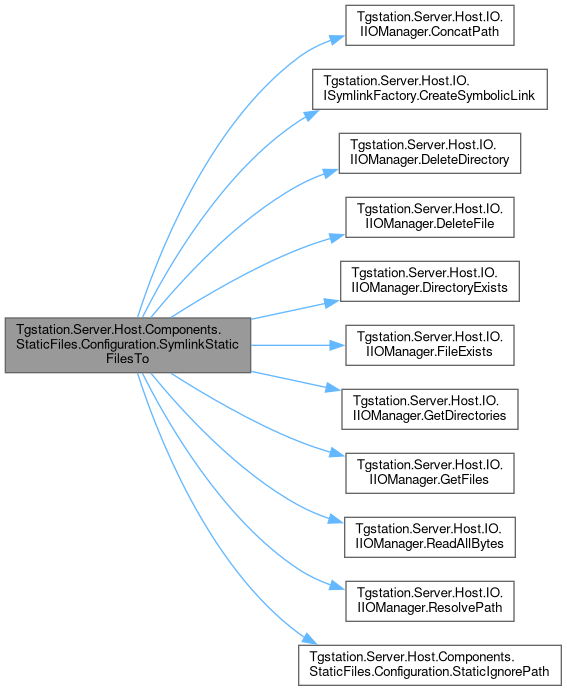 Tgstation.Server.Host.Components.
StaticFiles.Configuration.SymlinkStatic
FilesTo
Tgstation.Server.Host.IO.
IIOManager.ConcatPath
Tgstation.Server.Host.IO.
ISymlinkFactory.CreateSymbolicLink
Tgstation.Server.Host.IO.
IIOManager.DeleteDirectory
Tgstation.Server.Host.IO.
IIOManager.DeleteFile
Tgstation.Server.Host.IO.
IIOManager.DirectoryExists
Tgstation.Server.Host.IO.
IIOManager.FileExists
Tgstation.Server.Host.IO.
IIOManager.GetDirectories
Tgstation.Server.Host.IO.
IIOManager.GetFiles
Tgstation.Server.Host.IO.
IIOManager.ReadAllBytes
Tgstation.Server.Host.IO.
IIOManager.ResolvePath
Tgstation.Server.Host.Components.
StaticFiles.Configuration.StaticIgnorePath